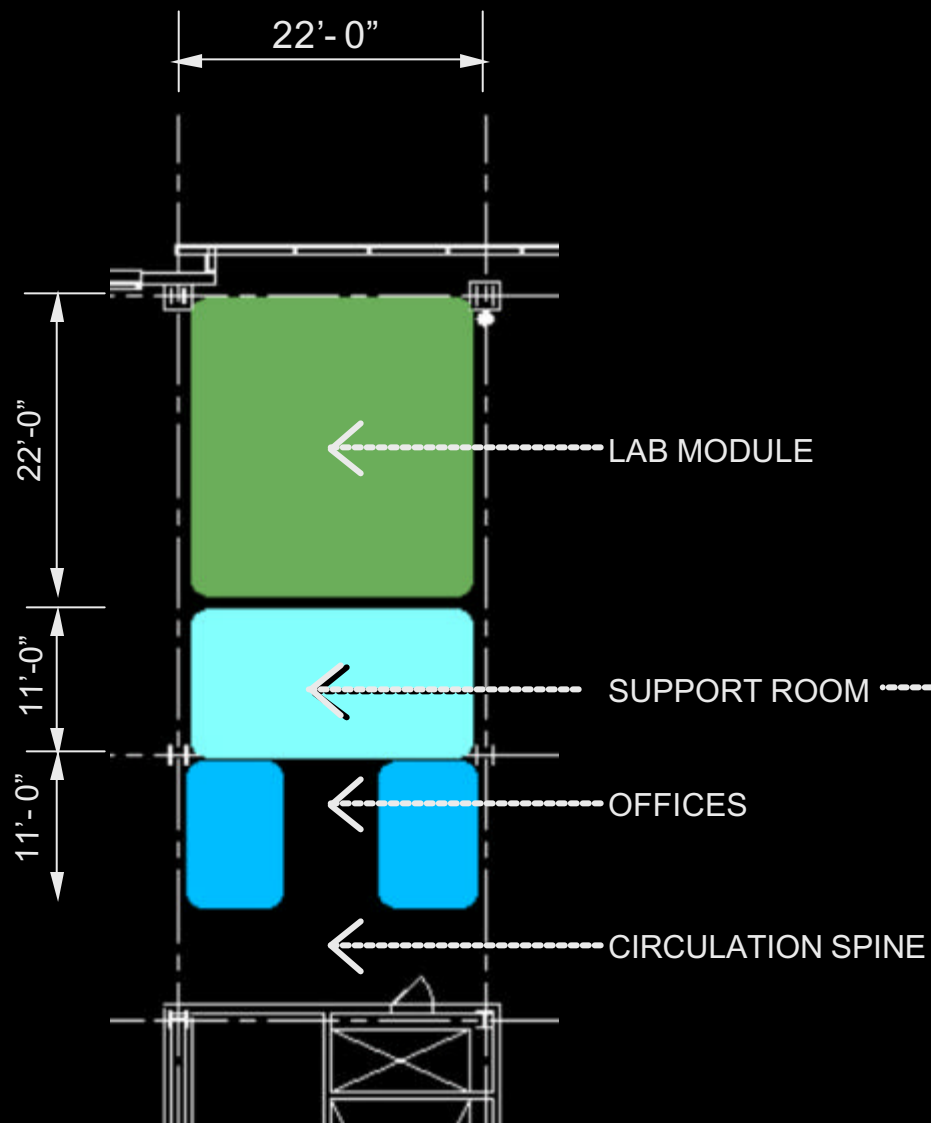 22’- 0”
22’-0”
LAB MODULE
11’-0”
SUPPORT ROOM
11’- 0”
OFFICES
CIRCULATION SPINE